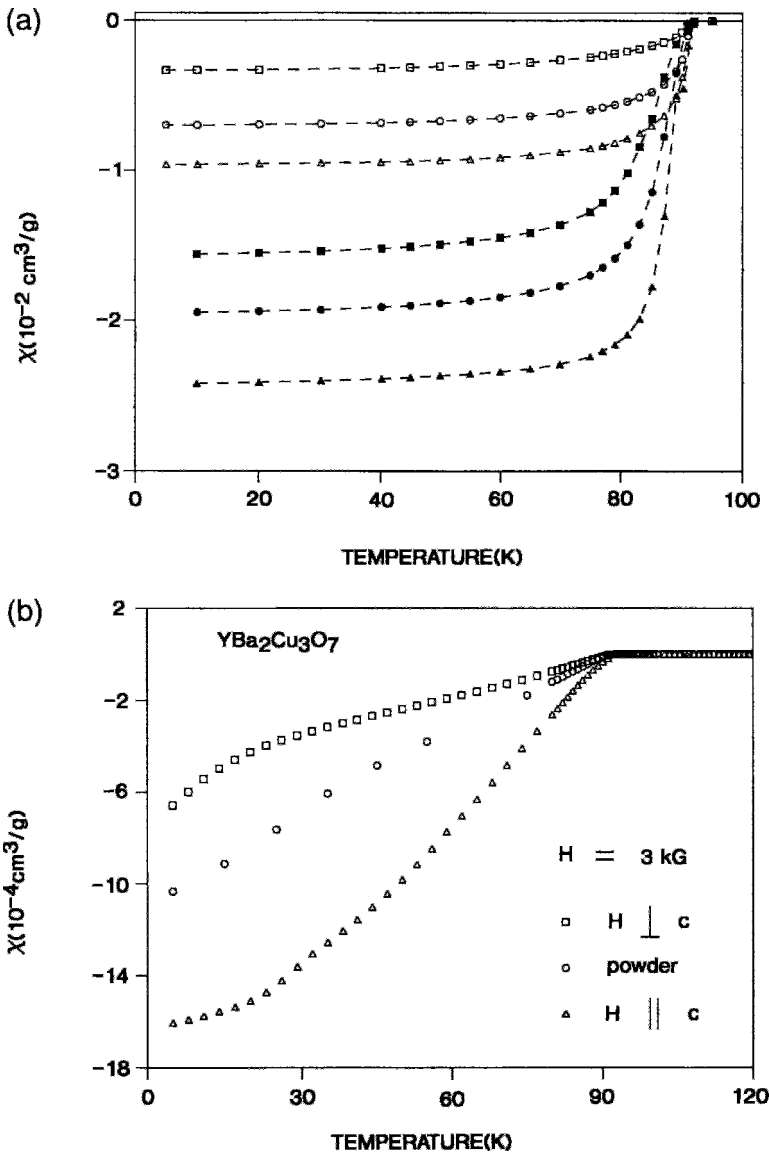 (a)
0
−1
−2
−3
χ(10⁻² cm³/g)
0 20 40 60 80 100
TEMPERATURE(K)
(b)
2
−2
−6
−10
−14
−18
χ(10⁻⁴cm³/g)
YBa₂Cu₃O₇
H = 3 kG
H ⊥ c
powder
H || c
0 30 60 90 120
TEMPERATURE(K)